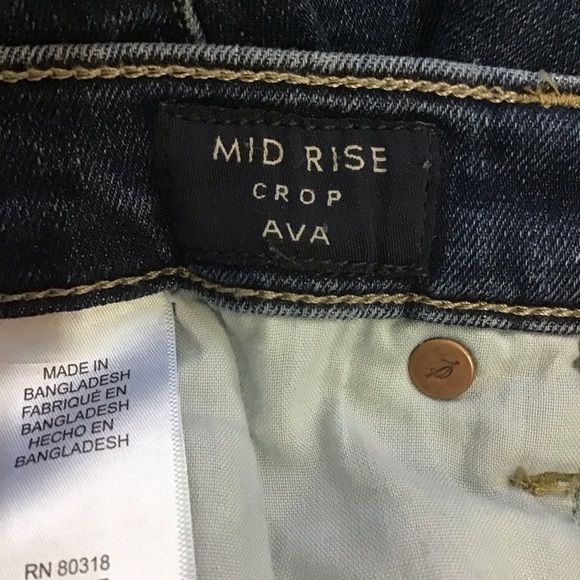 MID RISE
CROP
AVA
MADE IN
BANGLADESH
FABRIQUÉ EN
BANGLADESH
HECHO EN
BANGLADESH
RN 80318